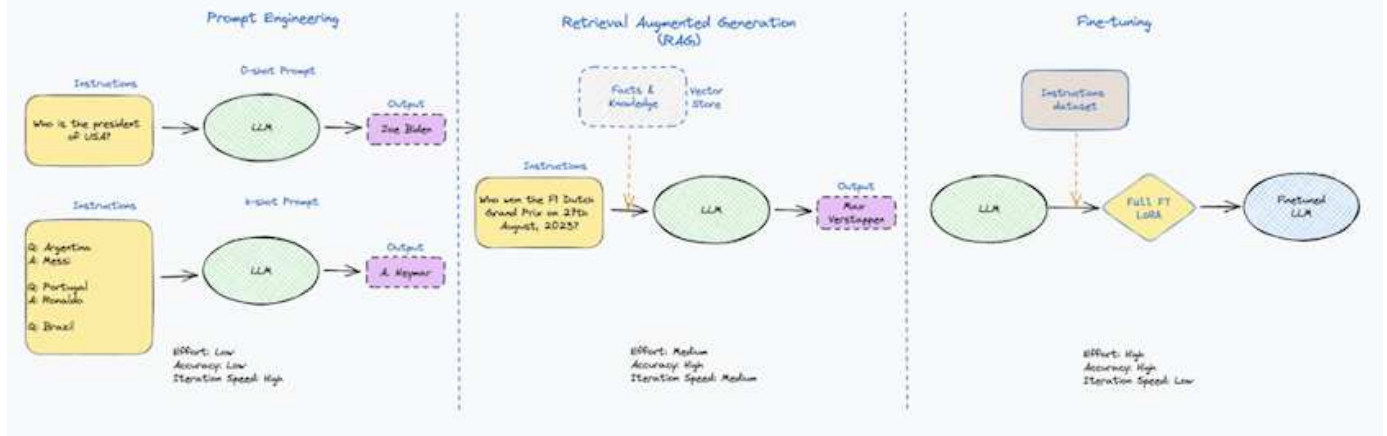 Prompt Engineering
0-shot Prompt
Instructions
Who is the president
of USA?
LLM
Output
Joe Biden
k-shot Prompt
Instructions
Q: Argentina
A: Messi
Q: Portugal
A: Ronaldo
Q: Brazil
LLM
Output
A: Neymar
Effort: Low
Accuracy: Low
Iteration Speed: High
Retrieval Augmented Generation
(RAG)
Facts &
Knowledge
Vector
Store
Instructions
Who won the F1 Dutch
Grand Prix on 27th
August, 2023?
LLM
Output
Max
Verstappen
Effort: Medium
Accuracy: High
Iteration Speed: Medium
Fine-tuning
Instructions
dataset
LLM
Full FT
LoRA
Finetuned
LLM
Effort: High
Accuracy: High
Iteration Speed: Low